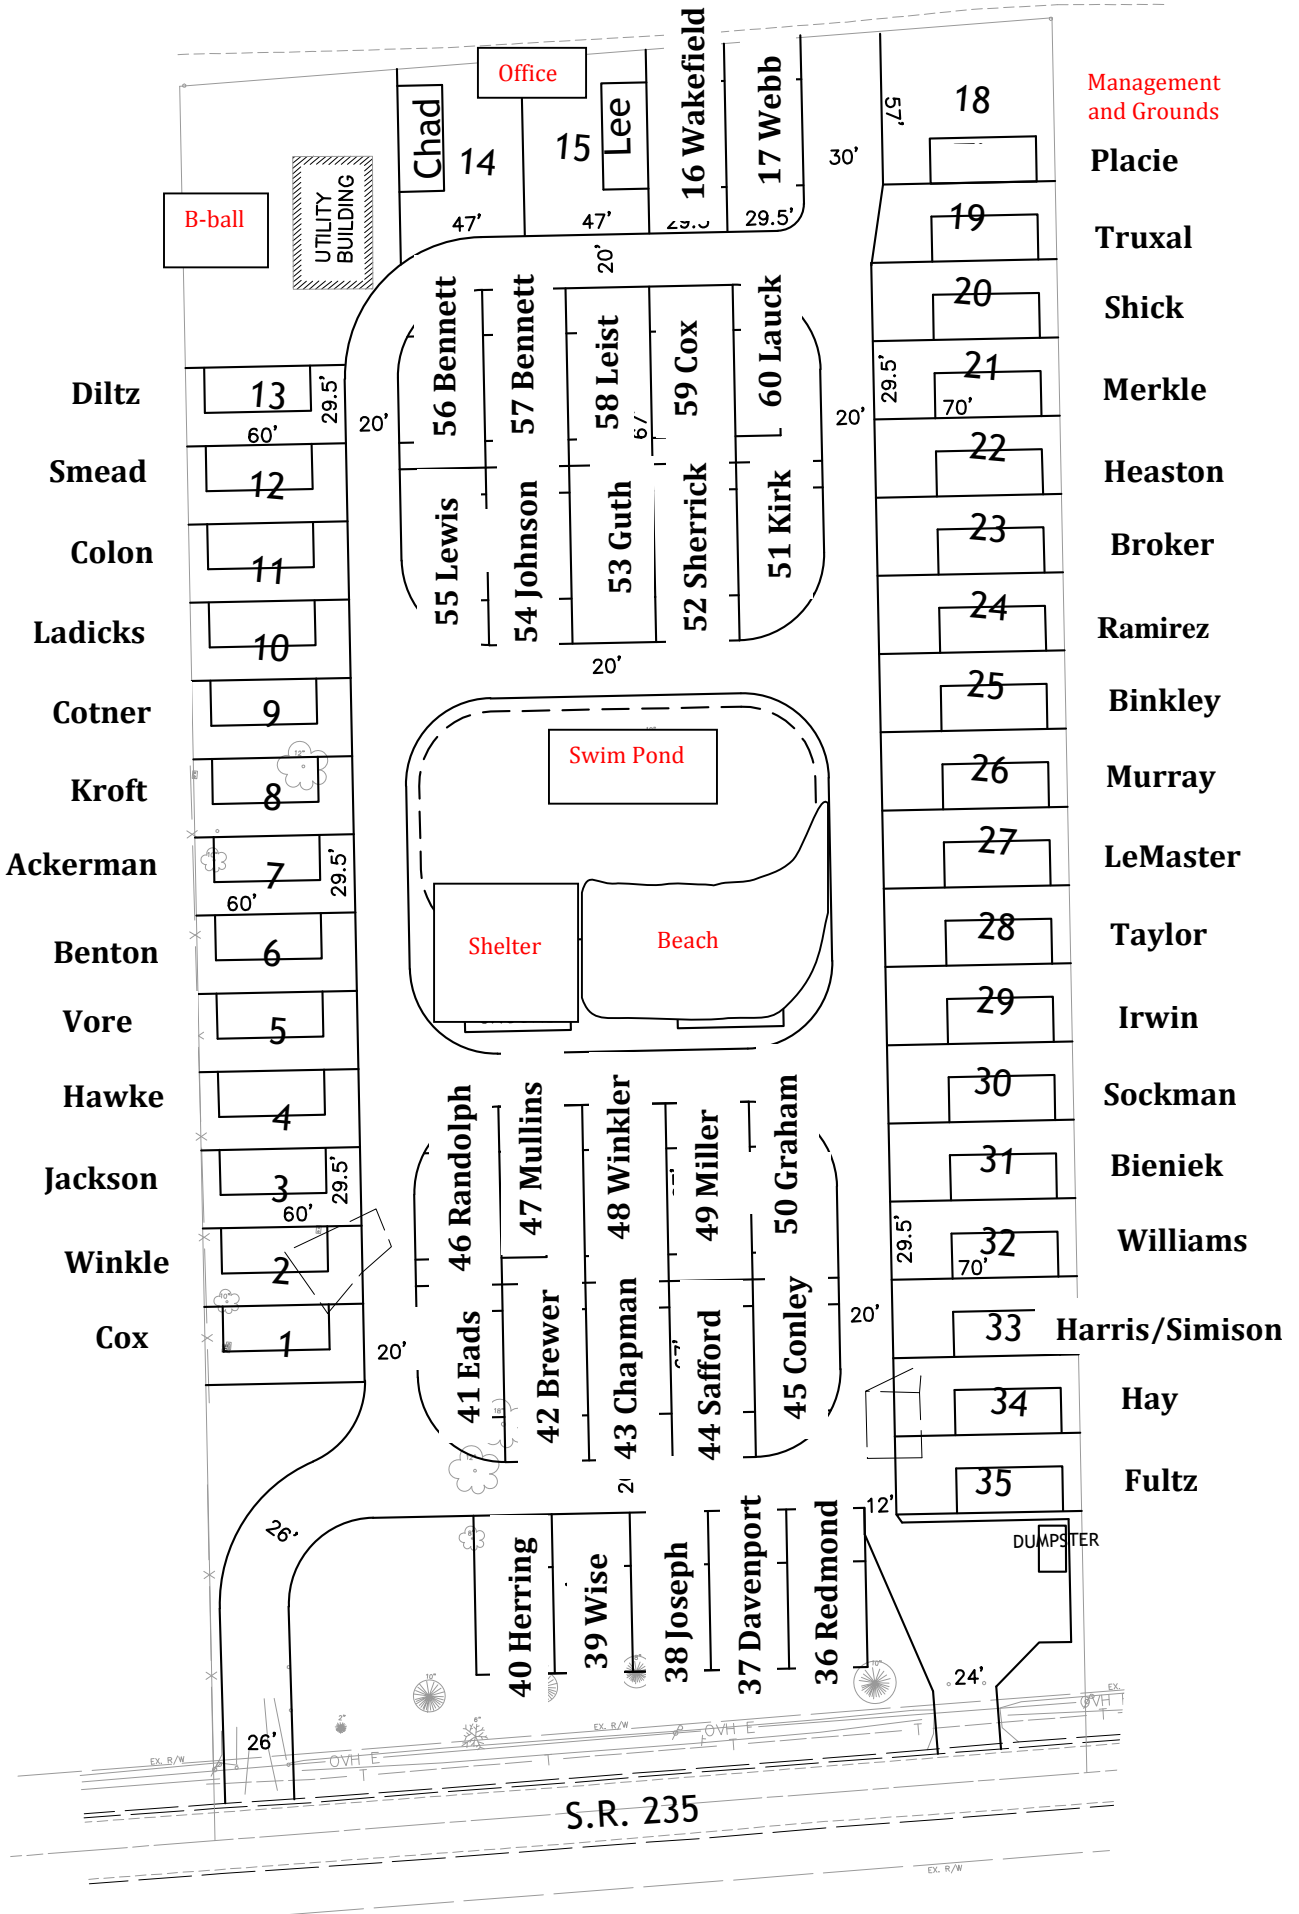 Office
Management
and Grounds
Chad
14
15
Lee
16 Wakefield
17 Webb
18
57'
30'
Placie
B-ball
UTILITY
BUILDING
47'
47'
29.5'
20'
19
Truxal
20
Shick
21
Merkle
29.5'
70'
22
Heaston
23
Broker
24
Ramirez
25
Binkley
26
Murray
27
LeMaster
28
Taylor
29
Irwin
30
Sockman
31
Bieniek
32
Williams
29.5'
70'
33
Harris/Simison
34
Hay
35
Fultz
Diltz
13
29.5'
60'
Smead
12
Colon
11
Ladicks
10
Cotner
9
Kroft
8
Ackerman
7
29.5'
60'
Benton
6
Vore
5
Hawke
4
Jackson
3
29.5'
60'
Winkle
2
Cox
1
56 Bennett
57 Bennett
58 Leist
59 Cox
60 Lauck
20'
20'
55 Lewis
54 Johnson
53 Guth
52 Sherrick
51 Kirk
20'
Swim Pond
Shelter
Beach
46 Randolph
47 Mullins
48 Winkler
49 Miller
50 Graham
41 Eads
42 Brewer
43 Chapman
44 Safford
45 Conley
20'
20'
12'
26'
40 Herring
39 Wise
38 Joseph
37 Davenport
36 Redmond
DUMPSTER
24'
26'
EX. R/W
OVH E
T
T
EX. R/W
OVH E
T
T
EX.
OVH
S.R. 235
EX. R/W